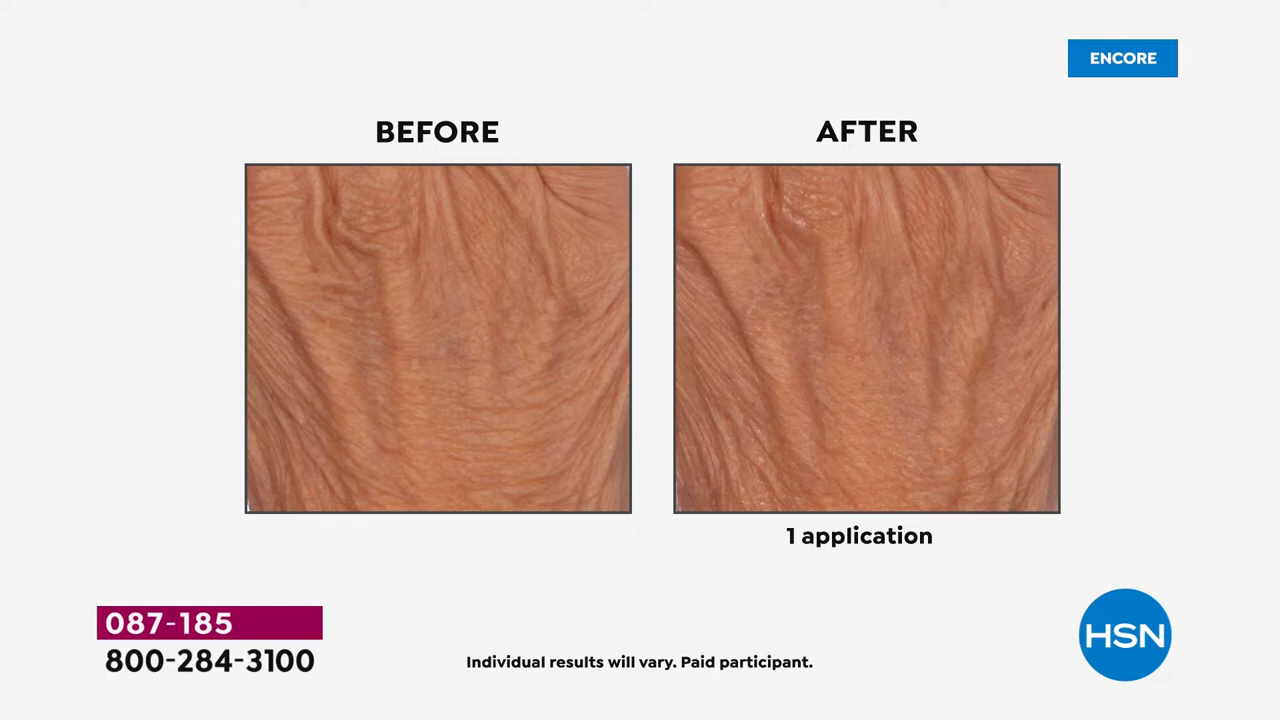 ENCORE
BEFORE
AFTER
1 application
087-185
800-284-3100
Individual results will vary. Paid participant.
HSN